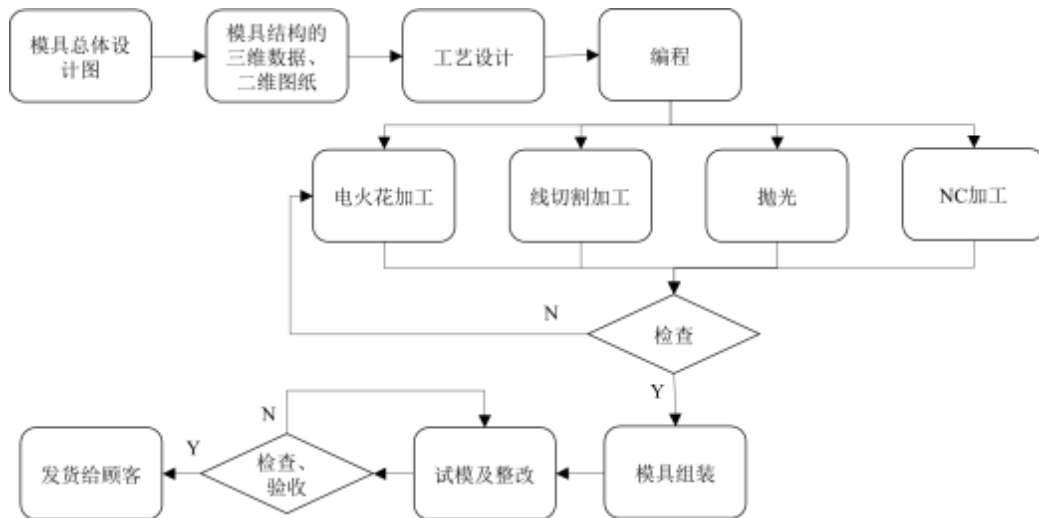 模具总体设
计图
模具结构的
三维数据、
二维图纸
工艺设计
编程
电火花加工
线切割加工
抛光
NC加工
N
检查
Y
N
Y
发货给顾客
检查、
验收
试模及整改
模具组装